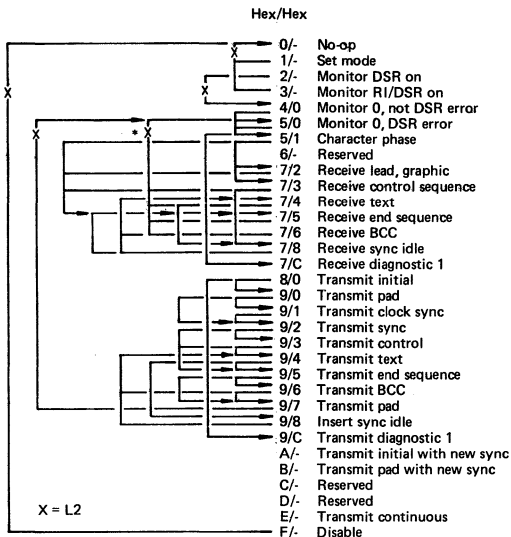 Hex/Hex
0/- No-op
1/- Set mode
2/- Monitor DSR on
3/- Monitor RI/DSR on
4/0 Monitor 0, not DSR error
5/0 Monitor 0, DSR error
5/1 Character phase
6/- Reserved
7/2 Receive lead, graphic
7/3 Receive control sequence
7/4 Receive text
7/5 Receive end sequence
7/6 Receive BCC
7/8 Receive sync idle
7/C Receive diagnostic 1
8/0 Transmit initial
9/0 Transmit pad
9/1 Transmit clock sync
9/2 Transmit sync
9/3 Transmit control
9/4 Transmit text
9/5 Transmit end sequence
9/6 Transmit BCC
9/7 Transmit pad
9/8 Insert sync idle
9/C Transmit diagnostic 1
A/- Transmit initial with new sync
B/- Transmit pad with new sync
C/- Reserved
D/- Reserved
E/- Transmit continuous
F/- Disable
X
X
X
X
X
*
X = L2